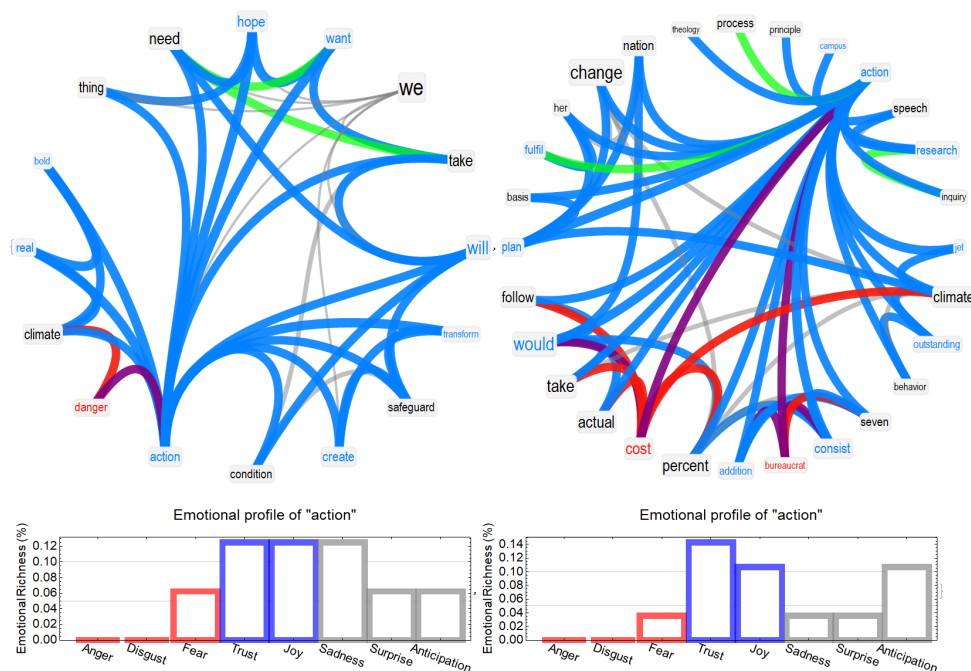 hope
need
want
thing
we
bold
take
{ real
will
,
transform
climate
danger
safeguard
action
create
condition
process
theology
principle
nation
campus
change
action
her
speech
fulfil
research
basis
inquiry
plan
jet
follow
climate
would
outstanding
take
behavior
actual
seven
cost
consist
percent
addition
bureaucrat
Emotional profile of "action"
Emotional Richness (%)
0.12
0.10
0.08
0.06
0.04
0.02
0.00
Anger Disgust Fear Trust Joy Sadness Surprise Anticipation
,
Emotional profile of "action"
Emotional Richness (%)
0.14
0.12
0.10
0.08
0.06
0.04
0.02
0.00
Anger Disgust Fear Trust Joy Sadness Surprise Anticipation
}